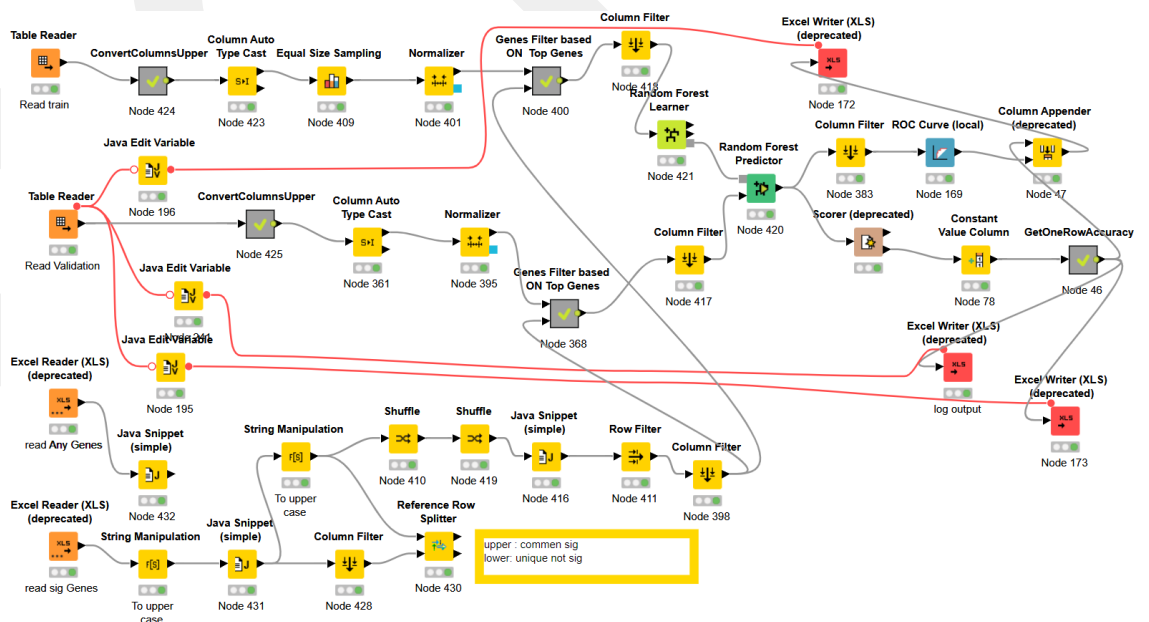 Table Reader
Read train
ConvertColumnsUpper
Node 424
Column Auto
Type Cast
S▸I
Node 423
Equal Size Sampling
Node 409
Normalizer
Node 401
Genes Filter based
ON Top Genes
Node 400
Column Filter
Node 418
Random Forest
Learner
Node 421
Excel Writer (XLS)
(deprecated)
XLS
Node 172
Column Filter
Node 383
ROC Curve (local)
Node 169
Column Appender
(deprecated)
Node 47
Random Forest
Predictor
Node 420
Java Edit Variable
Node 196
Table Reader
Read Validation
ConvertColumnsUpper
Node 425
Column Auto
Type Cast
S▸I
Node 361
Normalizer
Node 395
Genes Filter based
ON Top Genes
Node 368
Column Filter
Node 417
Scorer (deprecated)
Constant
Value Column
Node 78
GetOneRowAccuracy
Node 46
Java Edit Variable
Node 241
Java Edit Variable
Node 195
Excel Writer (XLS)
(deprecated)
XLS
log output
Excel Writer (XLS)
(deprecated)
XLS
Node 173
Excel Reader (XLS)
(deprecated)
XLS
read Any Genes
Java Snippet
(simple)
J
Node 432
String Manipulation
f[S]
To upper
case
Shuffle
Node 410
Shuffle
Node 419
Java Snippet
(simple)
J
Node 416
Row Filter
Node 411
Column Filter
Node 398
Excel Reader (XLS)
(deprecated)
XLS
read sig Genes
String Manipulation
f[S]
To upper
case
Java Snippet
(simple)
J
Node 431
Column Filter
Node 428
Reference Row
Splitter
Node 430
upper : commen sig
lower: unique not sig